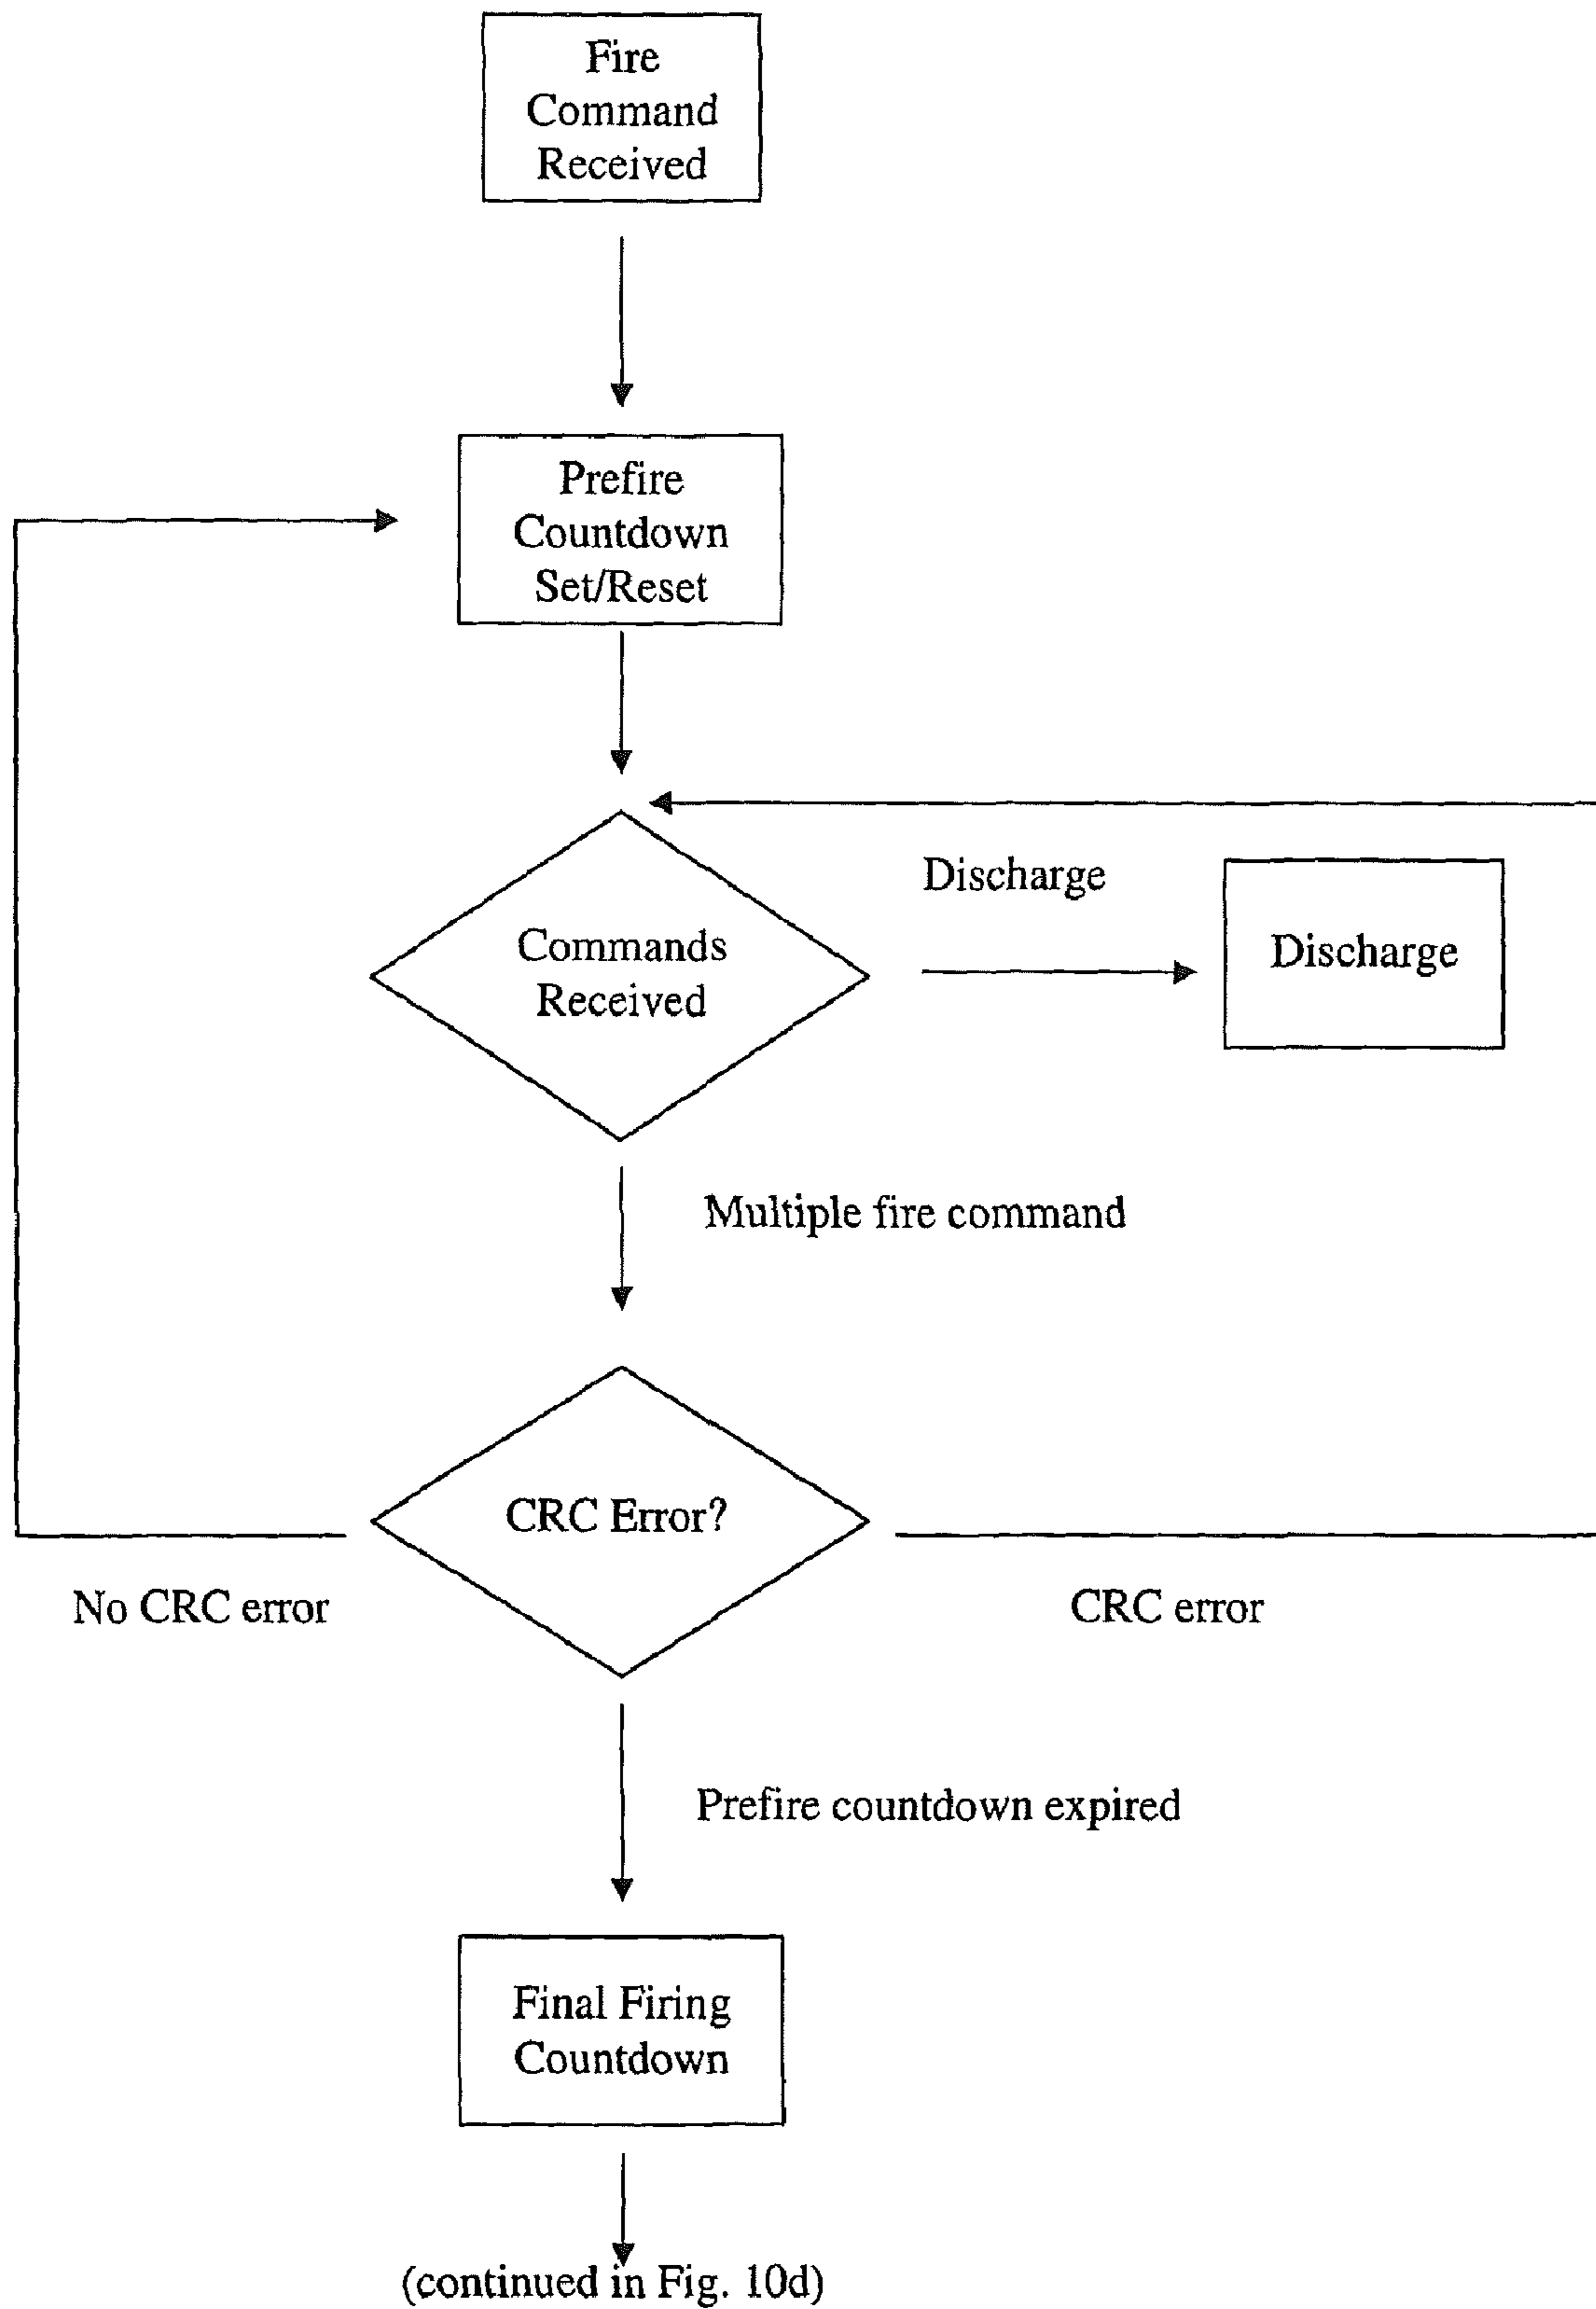 Fire
Command
Received
Prefire
Countdown
Set/Reset
Discharge
Commands
Received
Discharge
Multiple fire command
CRC Error?
No CRC error
CRC error
Prefire countdown expired
Final Firing
Countdown
(continued in Fig. 10d)